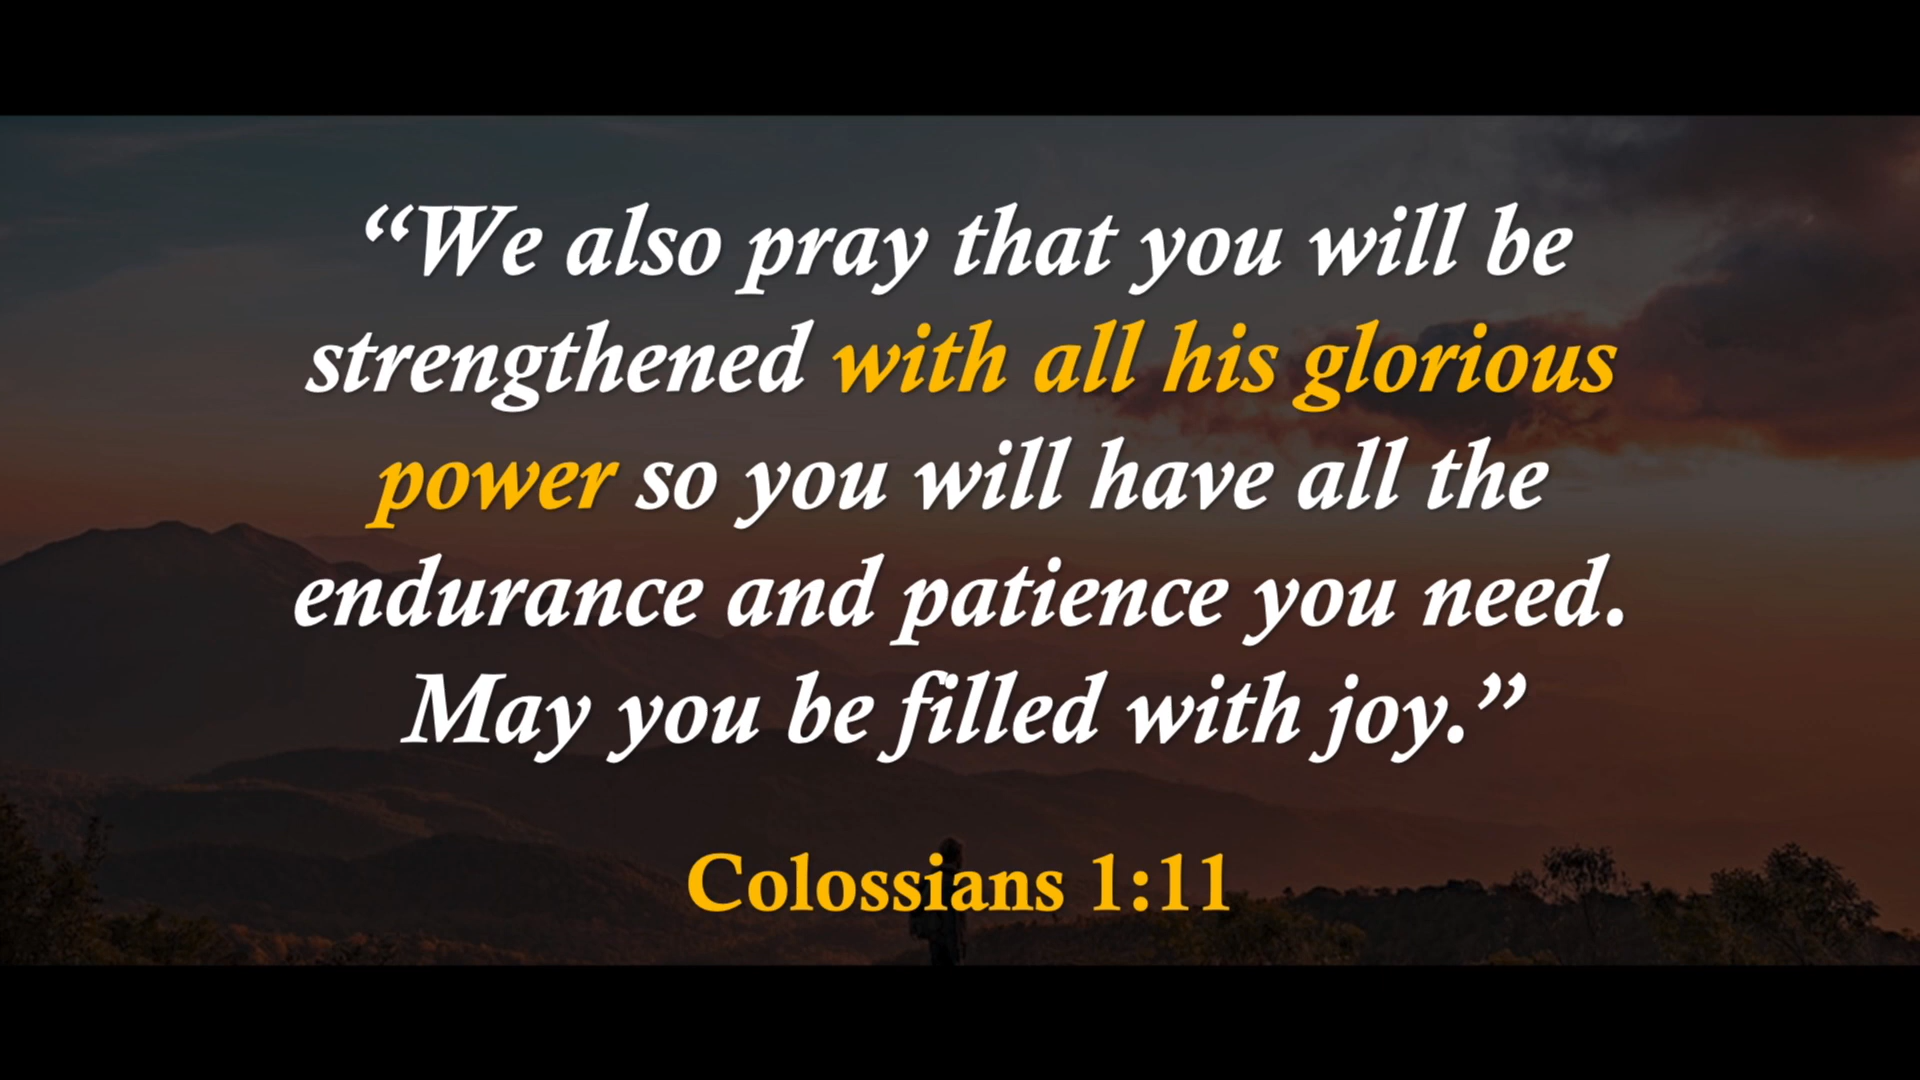 “We also pray that you will be
strengthened with all his glorious
power so you will have all the
endurance and patience you need.
May you be filled with joy.”
Colossians 1:11